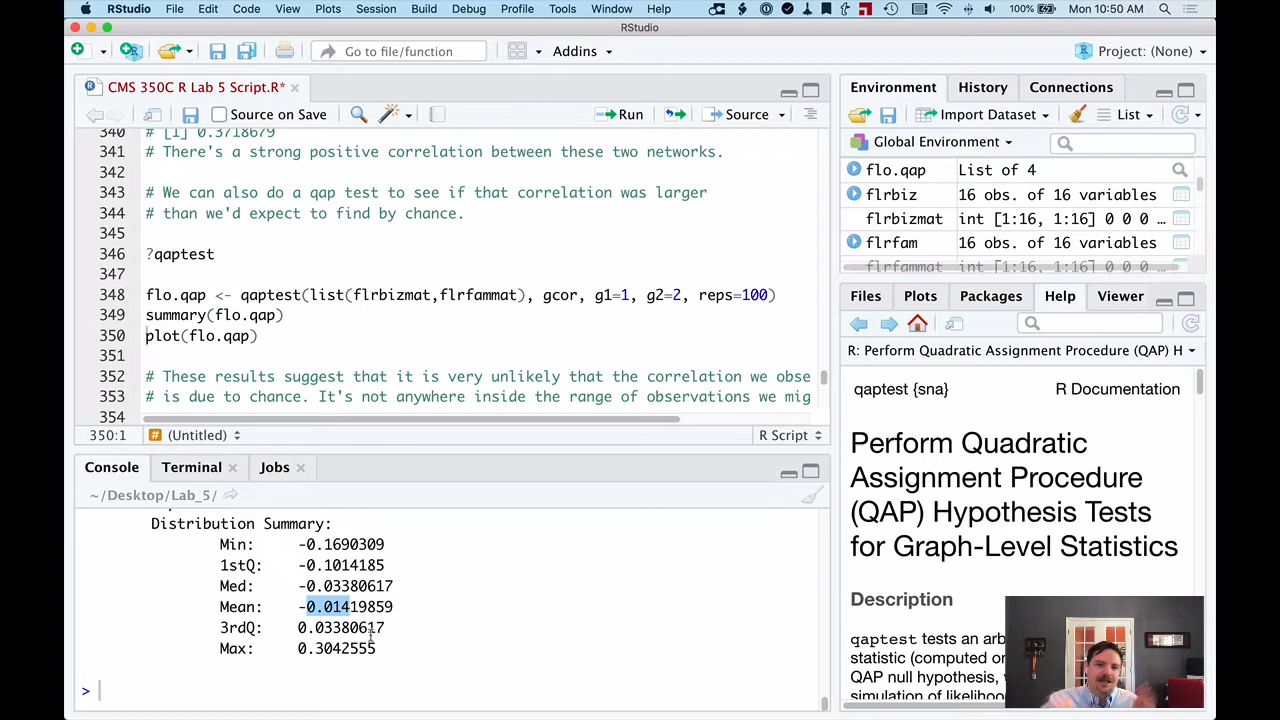 RStudio File Edit Code View Plots Session Build Debug Profile Tools Window Help 100% Mon 10:50 AM
RStudio
Go to file/function Addins Project: (None)
CMS 350C R Lab 5 Script.R*
Source on Save Run Source
340 # [1] 0.3718679
341 # There's a strong positive correlation between these two networks.
342
343 # We can also do a qap test to see if that correlation was larger
344 # than we'd expect to find by chance.
345
346 ?qaptest
347
348 flo.qap <- qaptest(list(flrbizmat,flrfammat), gcor, g1=1, g2=2, reps=100)
349 summary(flo.qap)
350 plot(flo.qap)
351
352 # These results suggest that it is very unlikely that the correlation we obse
353 # is due to chance. It's not anywhere inside the range of observations we mig
354
350:1 # (Untitled) R Script
Console Terminal Jobs
~/Desktop/Lab_5/
Distribution Summary:
Min: -0.1690309
1stQ: -0.1014185
Med: -0.03380617
Mean: -0.01419859
3rdQ: 0.03380617
Max: 0.3042555
>
Environment History Connections
Import Dataset List
Global Environment
flo.qap List of 4
flrbiz 16 obs. of 16 variables
flrbizmat int [1:16, 1:16] 0 0 0 …
flrfam 16 obs. of 16 variables
flrfammat int [1:16, 1:16] 0 0 0 …
Files Plots Packages Help Viewer
R: Perform Quadratic Assignment Procedure (QAP) H
qaptest {sna} R Documentation
Perform Quadratic
Assignment Procedure
(QAP) Hypothesis Tests
for Graph-Level Statistics
Description
qaptest tests an arb
statistic (computed on
QAP null hypothesis, 
simulation of likelihoo